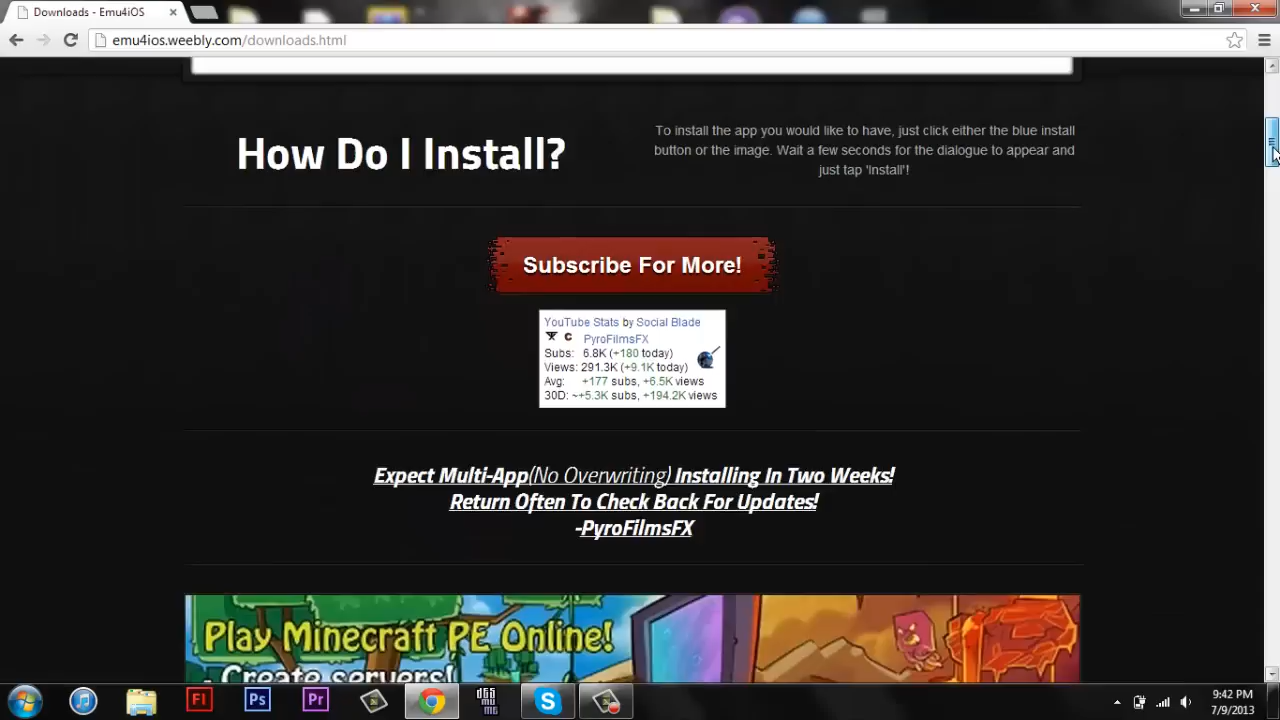 Downloads - Emu4iOS
emu4ios.weebly.com/downloads.html
How Do I Install?
To install the app you would like to have, just click either the blue install
button or the image. Wait a few seconds for the dialogue to appear and
just tap 'Install'!
Subscribe For More!
YouTube Stats by Social Blade
PyroFilmsFX
Subs: 6.8K (+180 today)
Views: 291.3K (+9.1K today)
Avg: +177 subs, +6.5K views
30D: ~+5.3K subs, +194.2K views
Expect Multi-App(No Overwriting) Installing In Two Weeks!
Return Often To Check Back For Updates!
-PyroFilmsFX
Play Minecraft PE Online!
- Create servers!
Fl
Ps
Pr
9:42 PM
7/9/2013